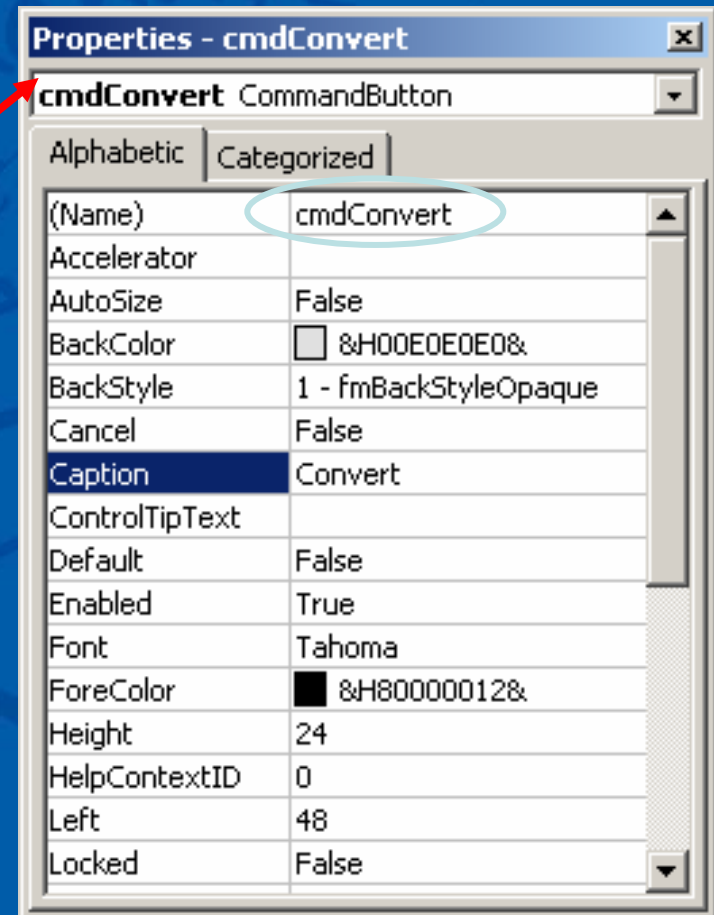 Properties - cmdConvert
cmdConvert CommandButton
Alphabetic Categorized
(Name) cmdConvert
Accelerator
AutoSize False
BackColor &H00E0E0E0&
BackStyle 1 - fmBackStyleOpaque
Cancel False
Caption Convert
ControlTipText
Default False
Enabled True
Font Tahoma
ForeColor &H80000012&
Height 24
HelpContextID 0
Left 48
Locked False